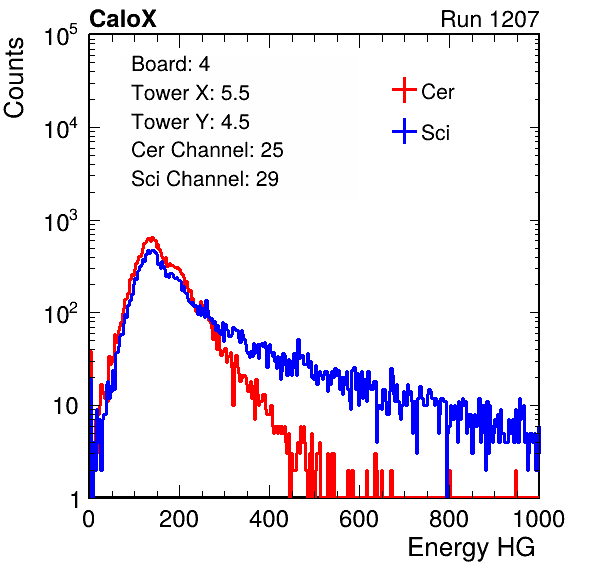 CaloX Run 1207
Counts
Board: 4
Tower X: 5.5
Tower Y: 4.5
Cer Channel: 25
Sci Channel: 29
Cer
Sci
10^5
10^4
10^3
10^2
10
1
0 200 400 600 800 1000
Energy HG